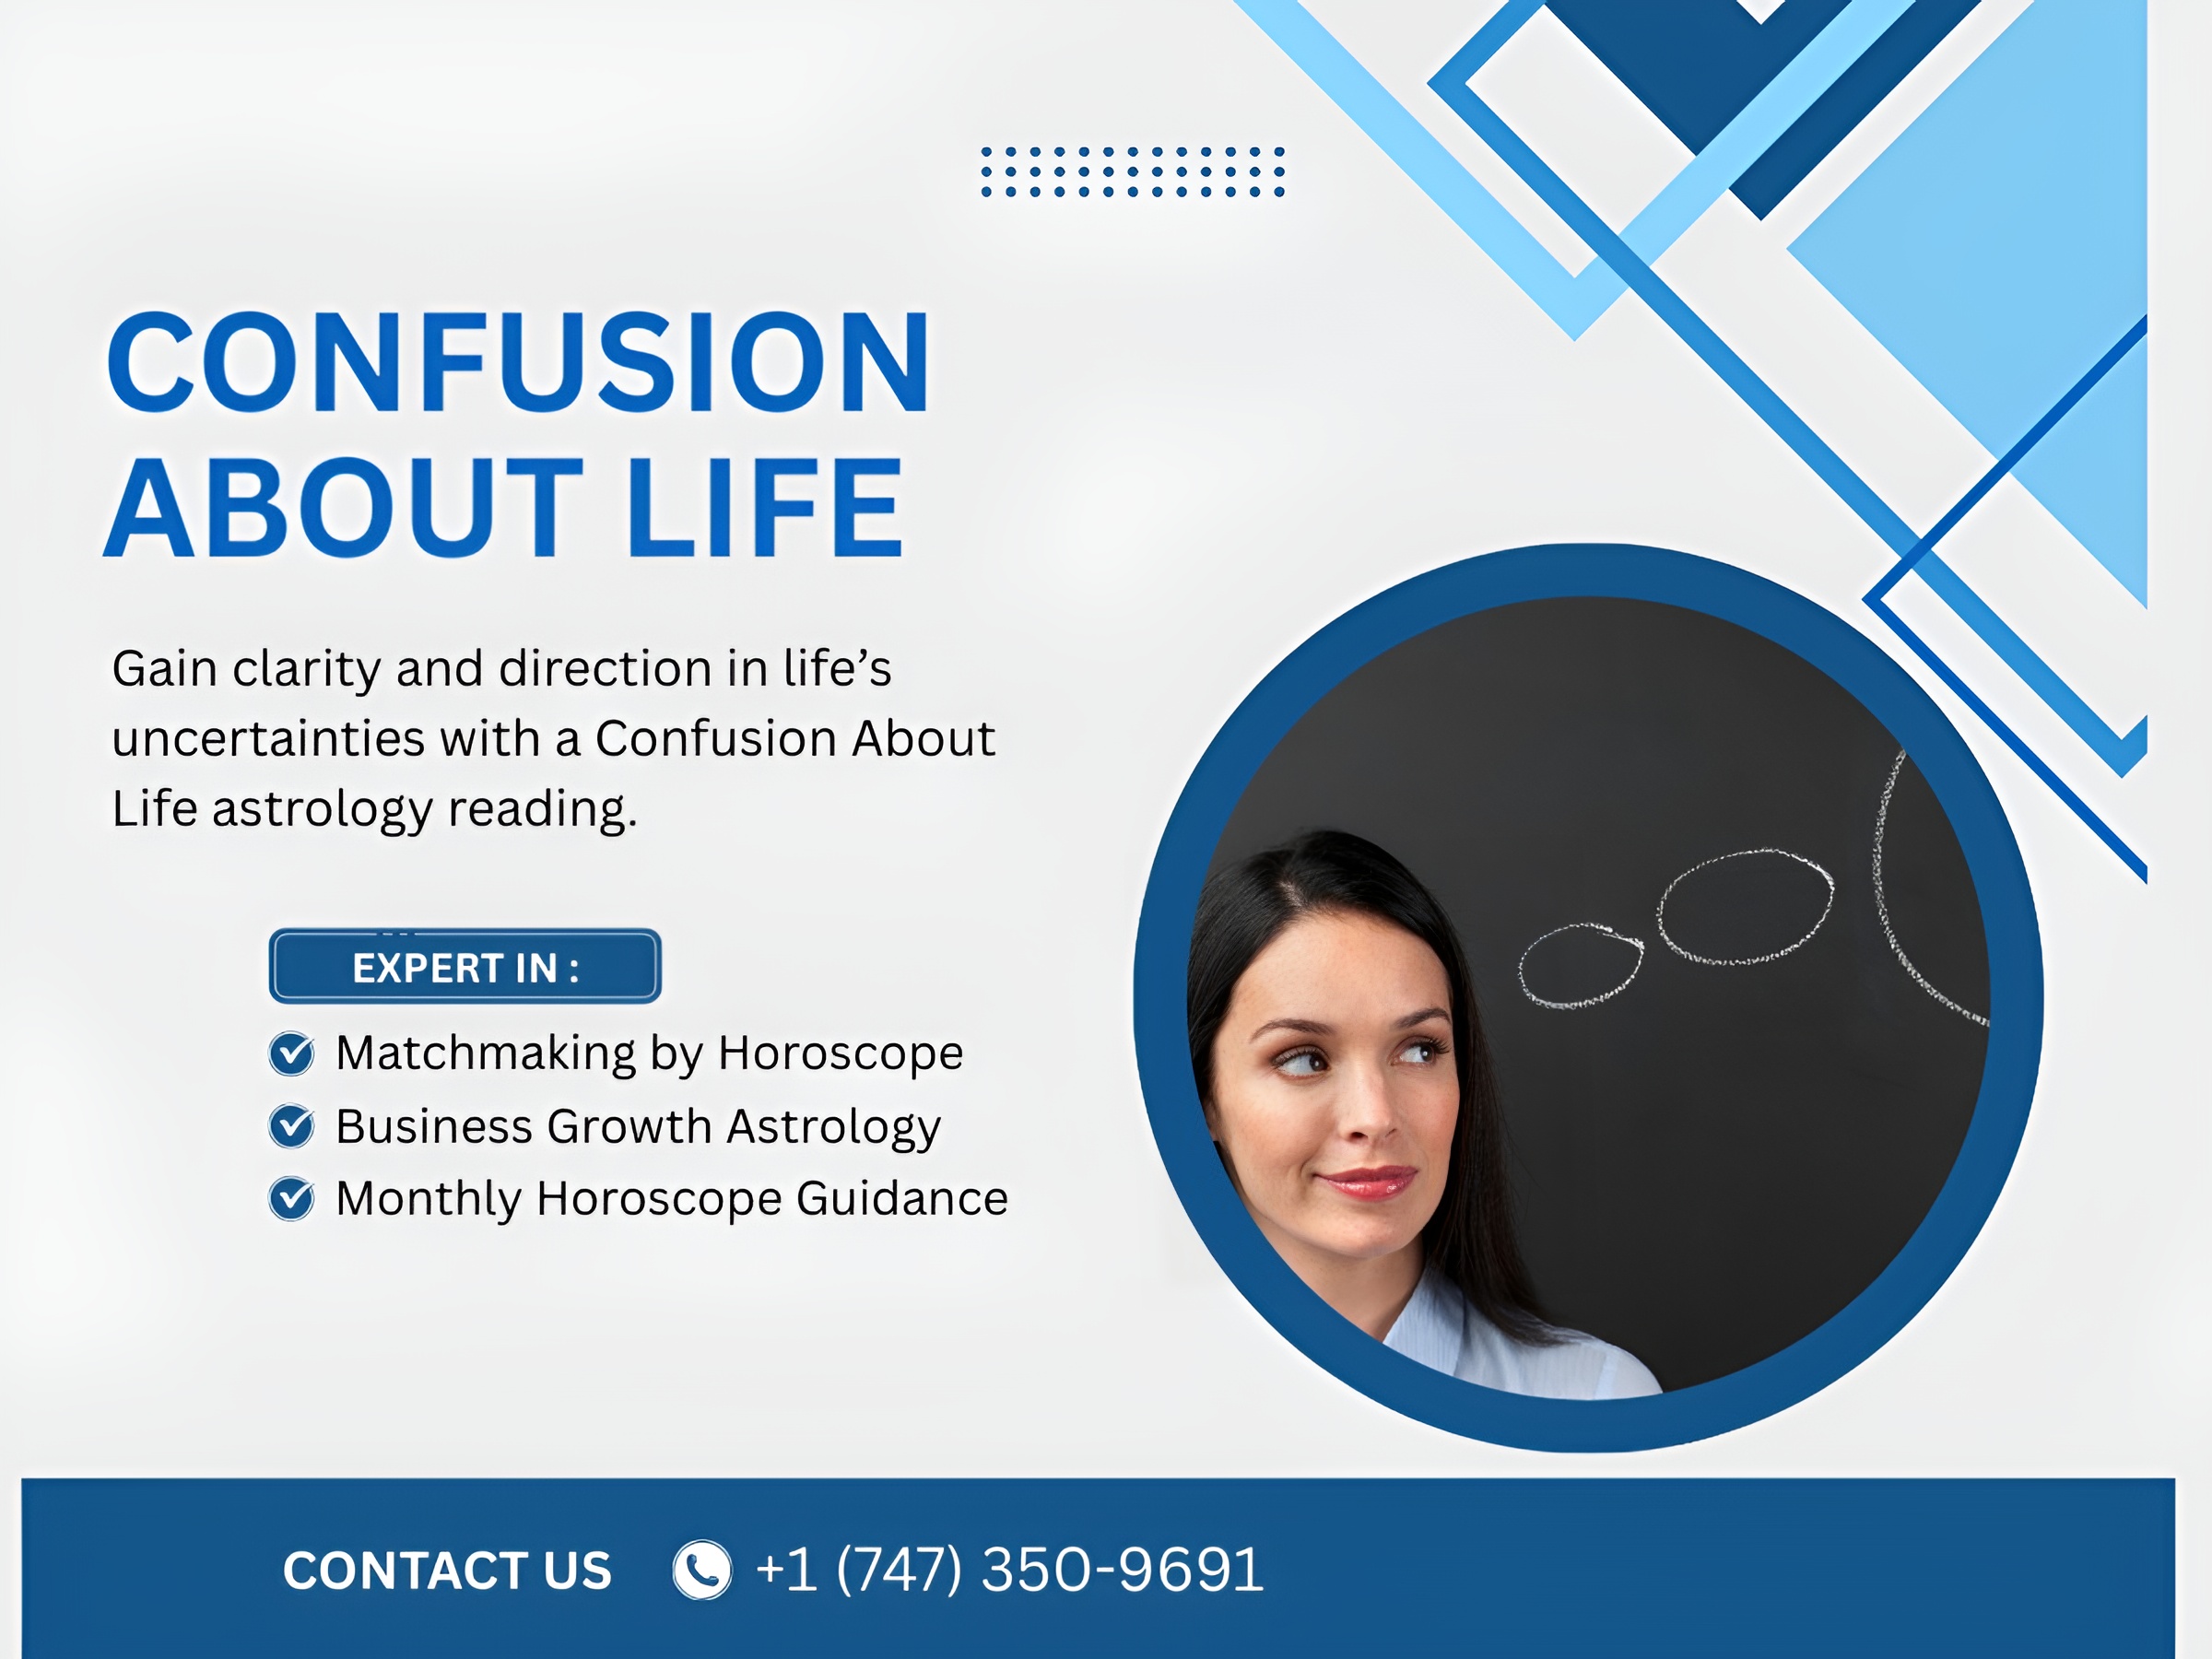 CONFUSION
ABOUT LIFE
Gain clarity and direction in life’s
uncertainties with a Confusion About
Life astrology reading.
EXPERT IN :
Matchmaking by Horoscope
Business Growth Astrology
Monthly Horoscope Guidance
CONTACT US +1 (747) 350-9691